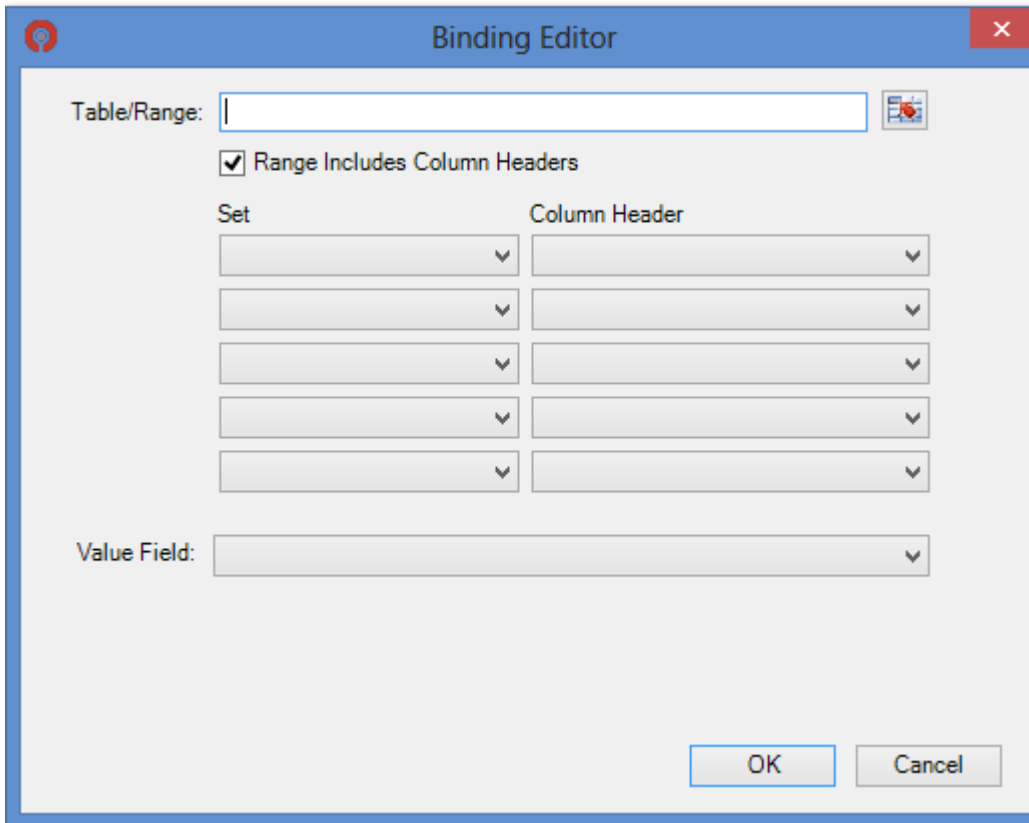 Binding Editor
Table/Range:
Range Includes Column Headers
Set Column Header
Value Field:
OK Cancel